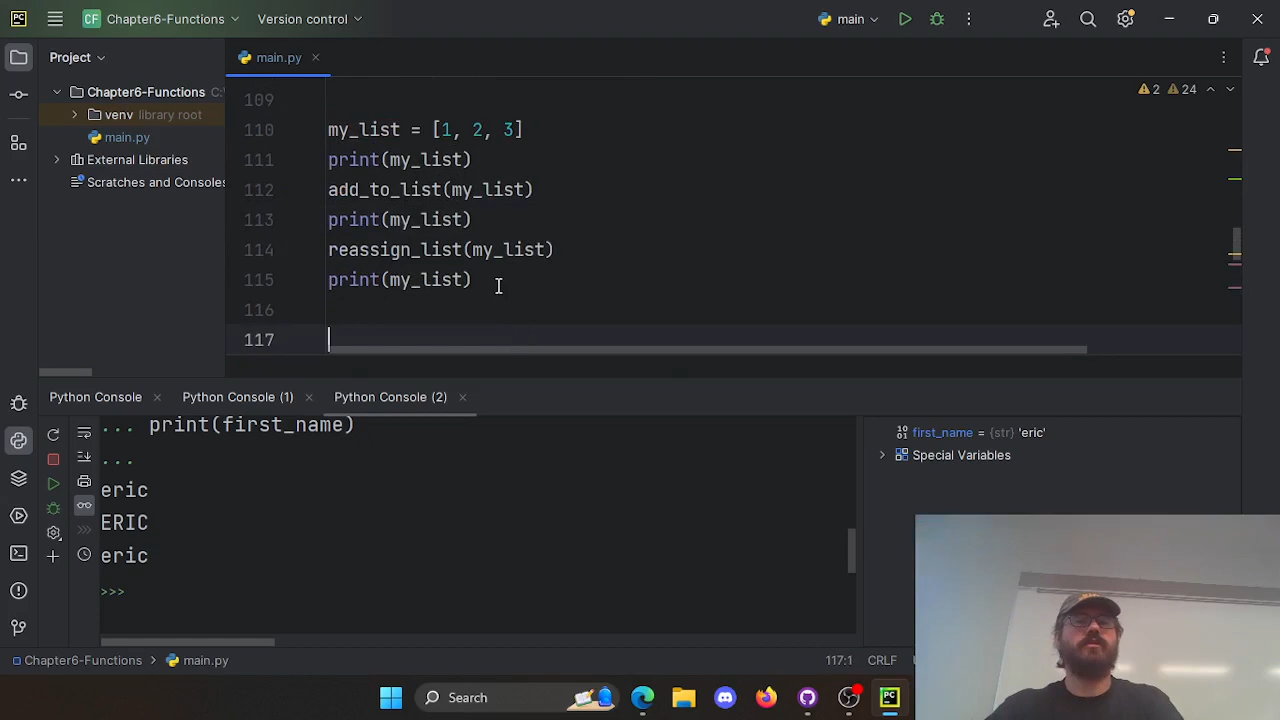 PC
CF Chapter6-Functions
Version control
main
Project
main.py
Chapter6-Functions C:\
venv library root
main.py
External Libraries
Scratches and Consoles
2 24
109
110 my_list = [1, 2, 3]
111 print(my_list)
112 add_to_list(my_list)
113 print(my_list)
114 reassign_list(my_list)
115 print(my_list)
116
117
Python Console
Python Console (1)
Python Console (2)
... print(first_name)
...
eric
ERIC
eric
>>>
first_name = {str} 'eric'
Special Variables
Chapter6-Functions
main.py
117:1 CRLF
Search
PC